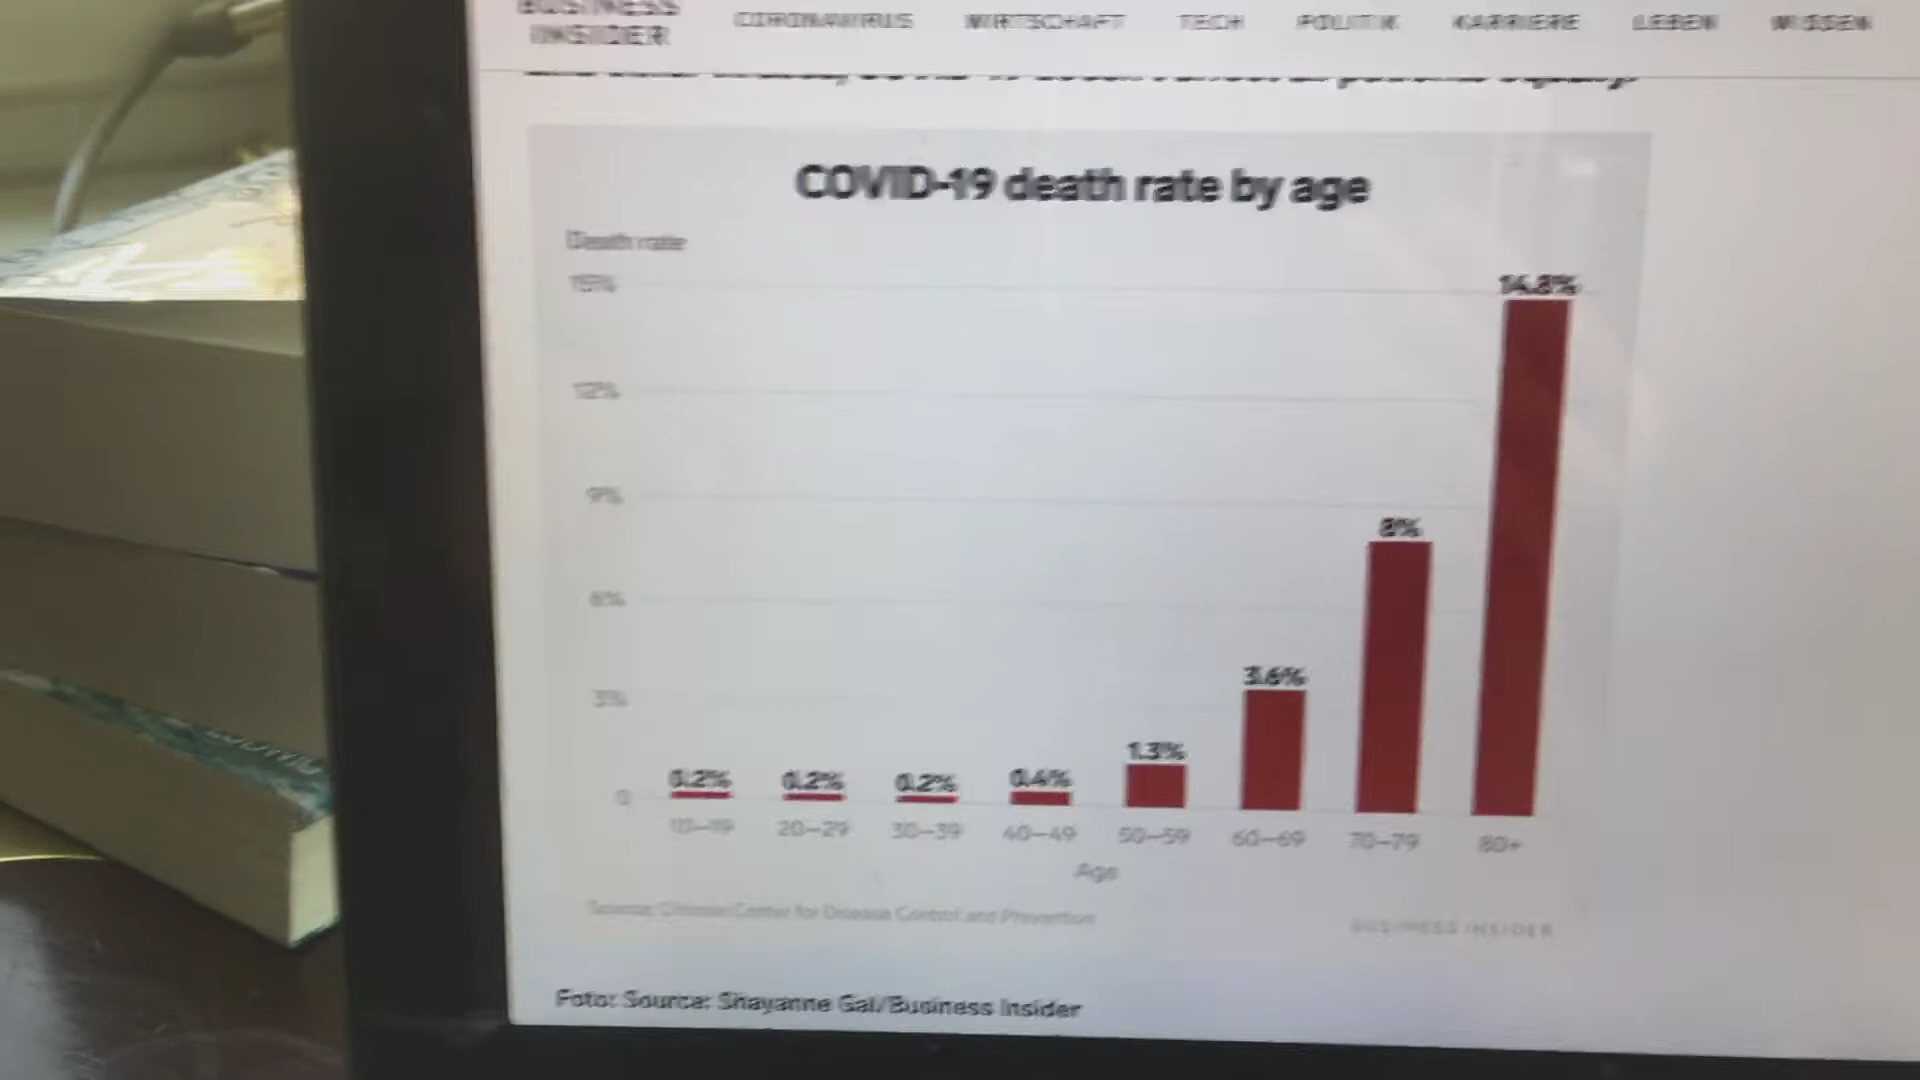 BUSINESS
INSIDER
CORONAVIRUS WIRTSCHAFT TECH POLITIK KARRIERE LEBEN WISSEN
COVID-19 death rate by age
Death rate
15%
14.8%
12%
9%
8%
6%
3.6%
3%
1.3%
0.2% 0.2% 0.2% 0.4%
0
10–19 20–29 30–39 40–49 50–59 60–69 70–79 80+
Age
Source: Chinese Center for Disease Control and Prevention
BUSINESS INSIDER
Foto: Source: Shayanne Gal/Business Insider